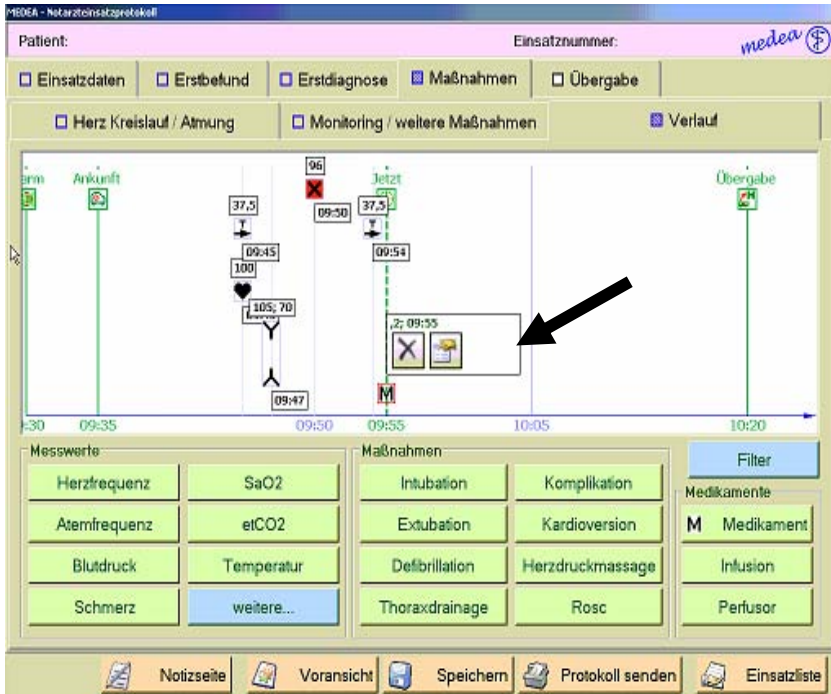 MEDEA - Notarzteinsatzprotokoll
Patient: Einsatznummer: medea
Einsatzdaten Erstbefund Erstdiagnose Maßnahmen Übergabe
Herz Kreislauf / Atmung Monitoring / weitere Maßnahmen Verlauf
96
Ankunft Jetzt Übergabe
37,5 09:50 37,5
T T
09:45 09:54
100
105; 70
,2; 09:55
M
09:47
:30 09:35 09:50 09:55 10:05 10:20
Messwerte Maßnahmen Filter
Herzfrequenz SaO2 Intubation Komplikation
Medikamente
Atemfrequenz etCO2 Extubation Kardioversion M Medikament
Blutdruck Temperatur Defibrillation Herzdruckmassage Infusion
Schmerz weitere... Thoraxdrainage Rosc Perfusor
Notizseite Voransicht Speichern Protokoll senden Einsatzliste